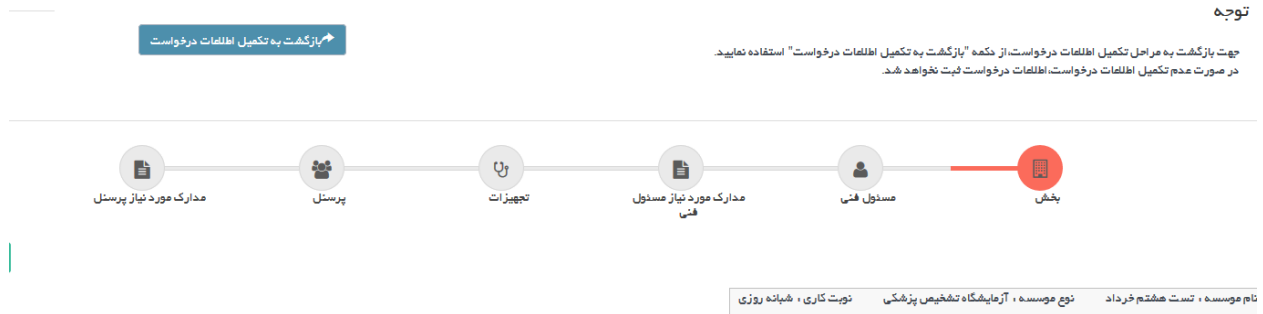 توجه
جهت بازگشت به مراحل تکمیل اطلاعات درخواست،از دکمه "بازگشت به تکمیل اطلاعات درخواست" استفاده نمایید.
در صورت عدم تکمیل اطلاعات درخواست،اطلاعات درخواست ثبت نخواهد شد.
بازگشت به تکمیل اطلاعات درخواست
بخش
مسئول فنی
مدارک مورد نیاز مسئول
فنی
تجهیزات
پرسنل
مدارک مورد نیاز پرسنل
نام موسسه : تست هشتم خرداد نوع موسسه : آزمایشگاه تشخیص پزشکی نوبت کاری : شبانه روزی